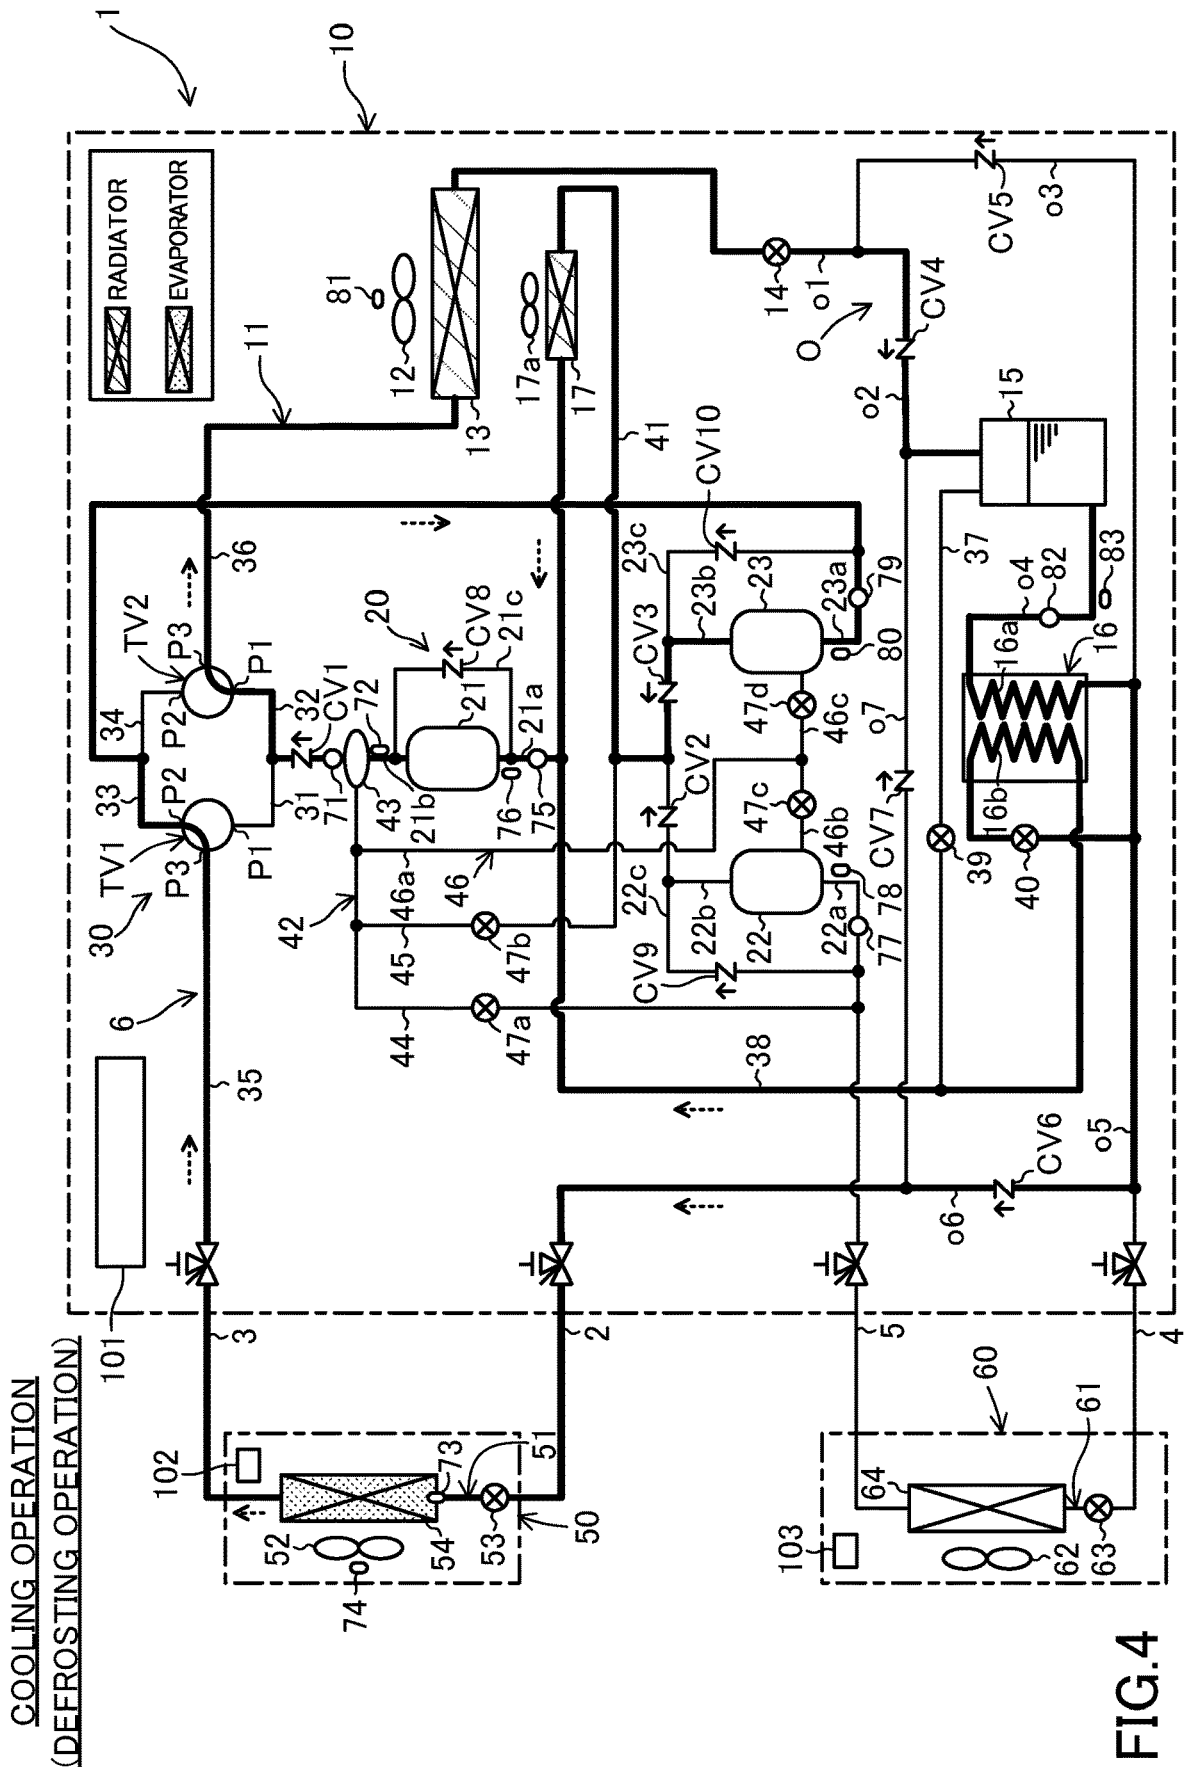 COOLING OPERATION
(DEFROSTING OPERATION)
1
10
RADIATOR
EVAPORATOR
101
6
30
TV1
TV2
P3
P2
P1
P2
P3
P1
33
34
35
36
11
12
81
13
17a
17
31
32
CV1
71
72
43
20
CV8
21c
21
21b
21a
76
75
41
42
46a
46
45
44
47b
47a
CV10
23c
23b
23
23a
79
80
CV3
47d
46c
CV2
47c
46b
22c
22b
22
22a
78
77
CV9
14
o1
O
CV4
o2
CV5
o3
15
37
o4
82
83
16a
16
16b
o7
CV7
39
40
38
o5
CV6
o6
3
2
5
4
102
52
54
73
51
53
50
74
60
61
64
103
62
63
FIG.4